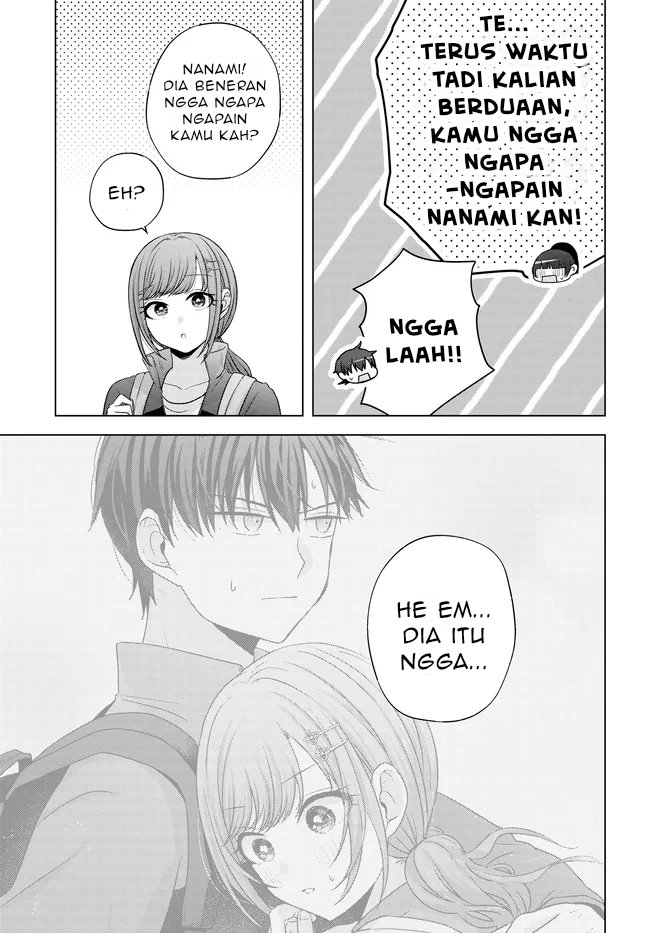 TE...
TERUS WAKTU
TADI KALIAN
BERDUAAN,
KAMU NGGA
NGAPA
-NGAPAIN
NANAMI KAN!
NGGA
LAAH!!
NANAMI!
DIA BENERAN
NGGA NGAPA
NGAPAIN
KAMU KAH?
EH?
HE EM...
DIA ITU
NGGA...